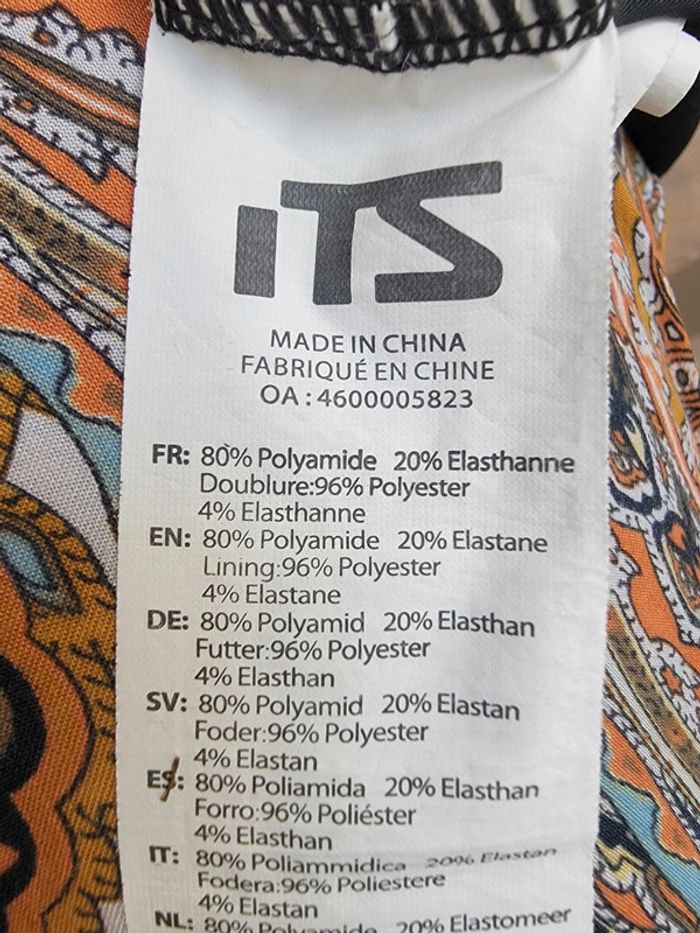 ITS
MADE IN CHINA
FABRIQUÉ EN CHINE
OA : 4600005823
FR: 80% Polyamide 20% Elasthanne
Doublure:96% Polyester
4% Elasthanne
EN: 80% Polyamide 20% Elastane
Lining:96% Polyester
4% Elastane
DE: 80% Polyamid 20% Elasthan
Futter:96% Polyester
4% Elasthan
SV: 80% Polyamid 20% Elastan
Foder:96% Polyester
4% Elastan
ES: 80% Poliamida 20% Elasthan
Forro:96% Poliéster
4% Elasthan
IT: 80% Poliammidica 20% Elastan
Fodera:96% Poliestere
4% Elastan
NL: 80% Polyamide 20% Elastomeer